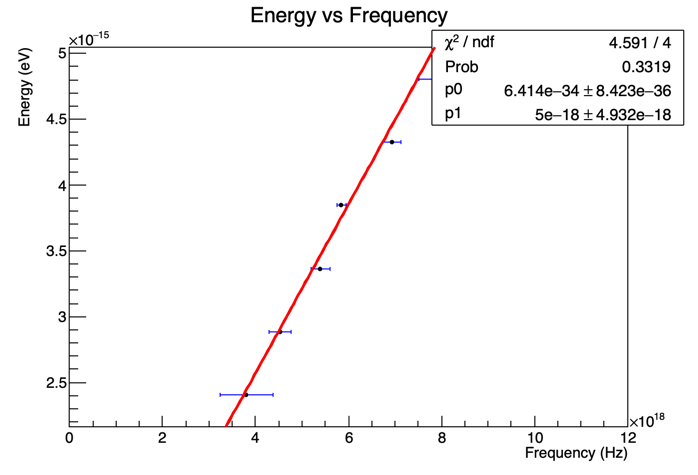 Energy vs Frequency
×10⁻¹⁵
Energy (eV)
5
4.5
4
3.5
3
2.5
χ² / ndf 4.591 / 4
Prob 0.3319
p0 6.414e−34 ± 8.423e−36
p1 5e−18 ± 4.932e−18
0 2 4 6 8 10 12
×10¹⁸
Frequency (Hz)